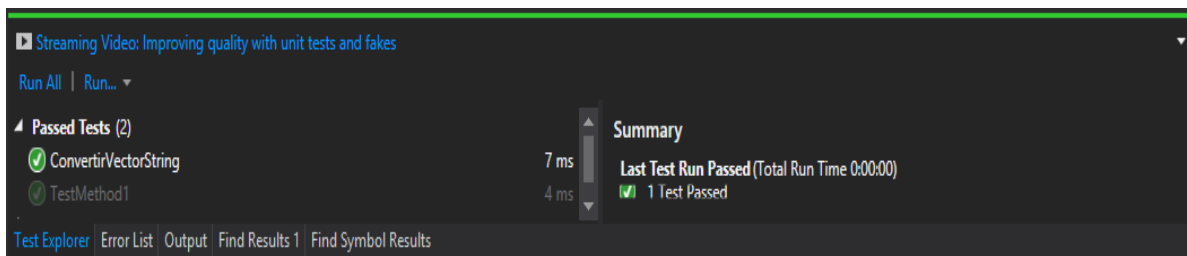 Streaming Video: Improving quality with unit tests and fakes
Run All | Run...
Passed Tests (2)
ConvertirVectorString 7 ms
TestMethod1 4 ms
Summary
Last Test Run Passed (Total Run Time 0:00:00)
1 Test Passed
Test Explorer Error List Output Find Results 1 Find Symbol Results